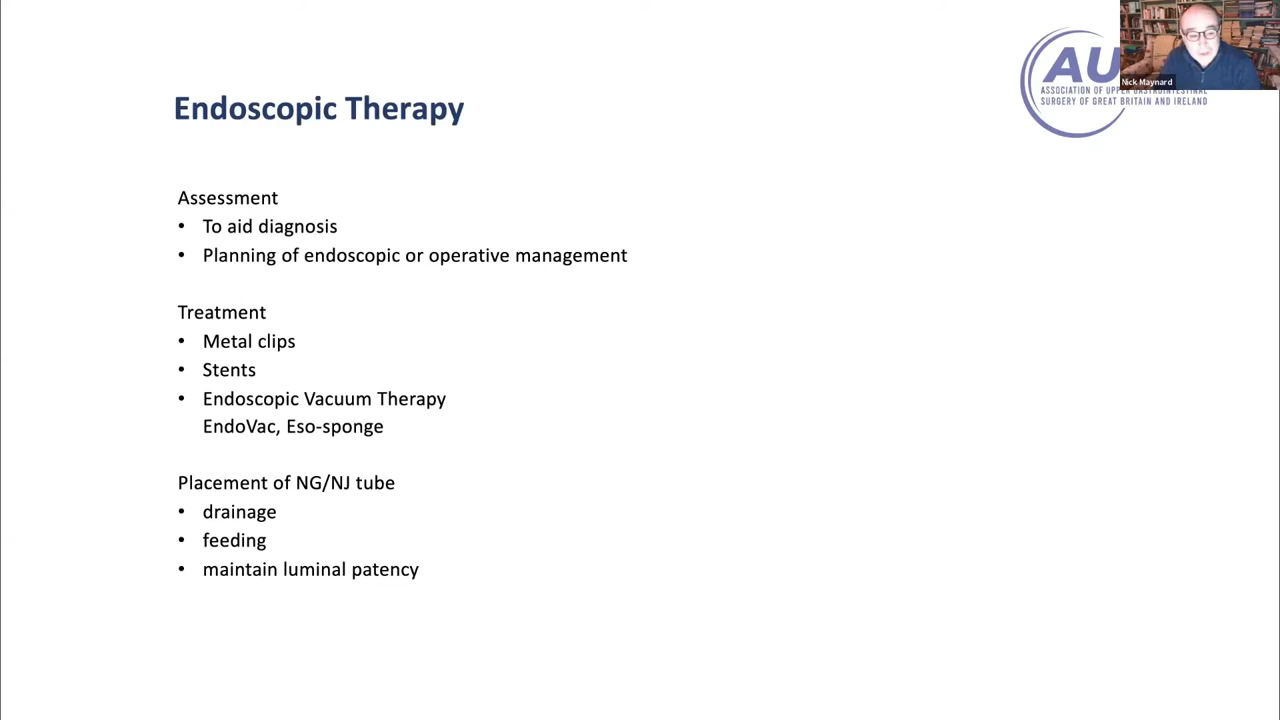 AU
Nick Maynard
ASSOCIATION OF UPPER GASTROINTESTINAL
SURGERY OF GREAT BRITAIN AND IRELAND
Endoscopic Therapy
Assessment
• To aid diagnosis
• Planning of endoscopic or operative management
Treatment
• Metal clips
• Stents
• Endoscopic Vacuum Therapy
EndoVac, Eso-sponge
Placement of NG/NJ tube
• drainage
• feeding
• maintain luminal patency